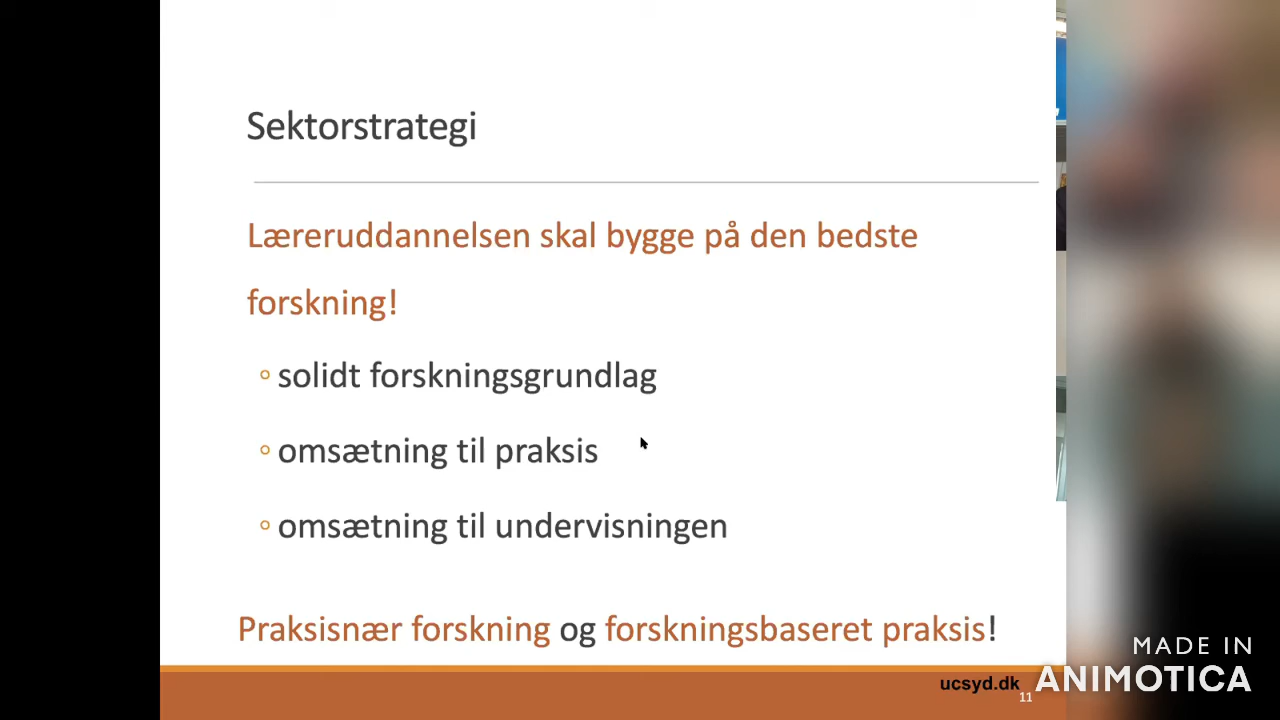 Sektorstrategi
Læreruddannelsen skal bygge på den bedste
forskning!
solidt forskningsgrundlag
omsætning til praksis
omsætning til undervisningen
Praksisnær forskning og forskningsbaseret praksis!
ucsyd.dk
11
MADE IN
ANIMOTICA